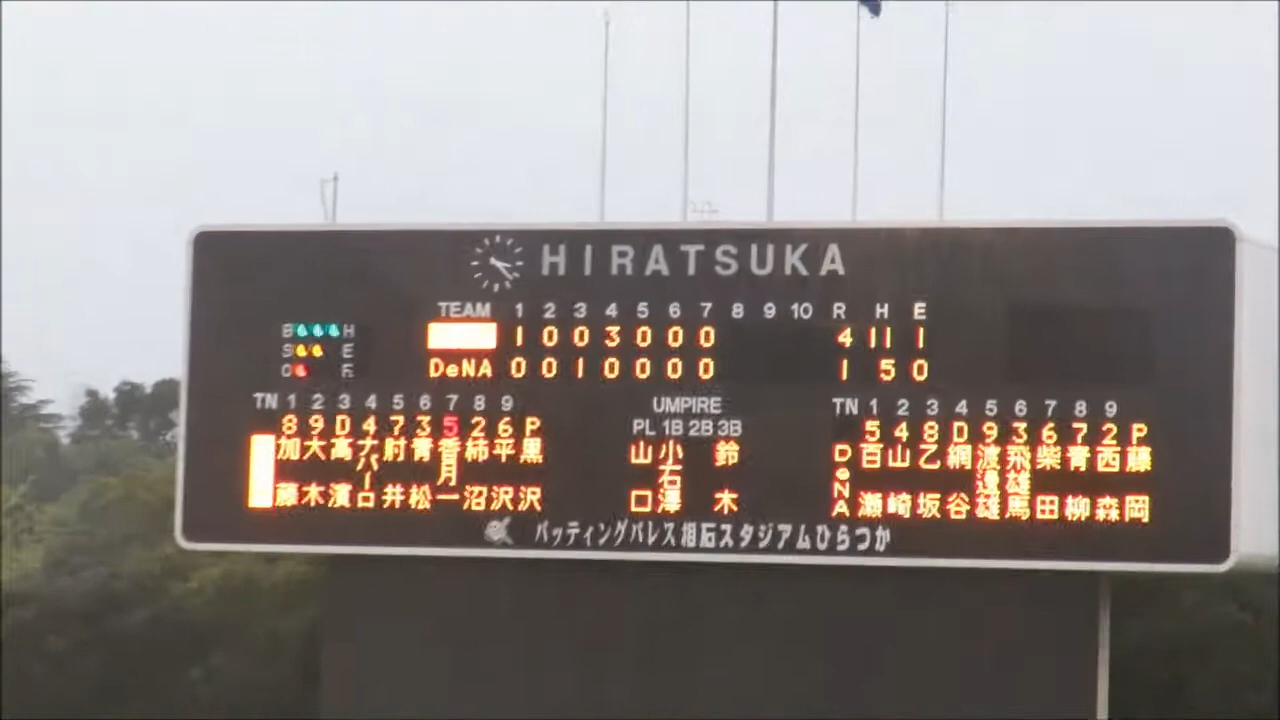 HIRATSUKA
TEAM 1 2 3 4 5 6 7 8 9 10 R H E
1 0 0 3 0 0 0 4 11 1
DeNA 0 0 1 0 0 0 0 1 5 0
B H
S E
O F
TN 1 2 3 4 5 6 7 8 9
8 9 D 4 7 3 5 2 6 P
加藤 大木 高濱 ナバーロ 肘井 青松 香月一 柿沼 平沢 黒沢
UMPIRE
PL 1B 2B 3B
山口 小石澤 鈴木
TN 1 2 3 4 5 6 7 8 9
5 4 8 D 9 3 6 7 2 P
DeNA 百瀬 山崎 乙坂 網谷 渡邊雄 飛雄馬 柴田 青柳 西森 藤岡
バッティングパレス相石スタジアムひらつか